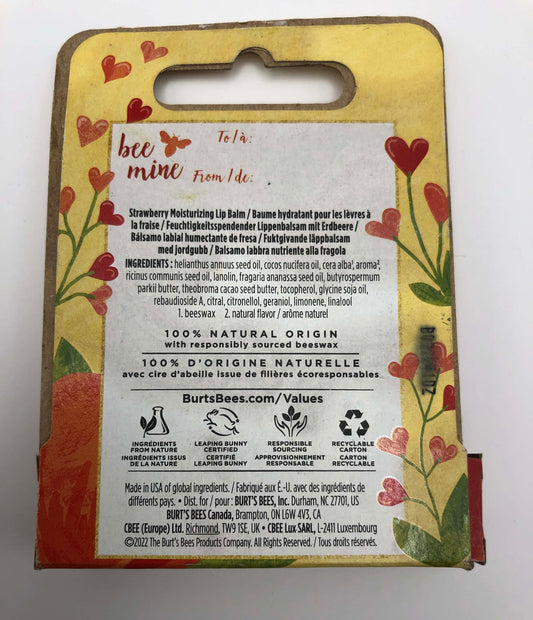 bee
mine
To / à:
From / de:
Strawberry Moisturizing Lip Balm / Baume hydratant pour les lèvres à
la fraise / Feuchtigkeitsspendender Lippenbalsam mit Erdbeere /
Bálsamo labial humectante de fresa / Fuktgivande läppbalsam
med jordgubb / Balsamo labbra nutriente alla fragola
INGREDIENTS : helianthus annuus seed oil, cocos nucifera oil, cera alba¹, aroma²,
ricinus communis seed oil, lanolin, fragaria ananassa seed oil, butyrospermum
parkii butter, theobroma cacao seed butter, tocopherol, glycine soja oil,
rebaudioside A, citral, citronellol, geraniol, limonene, linalool
1. beeswax 2. natural flavor / arôme naturel
100% NATURAL ORIGIN
with responsibly sourced beeswax
100% D'ORIGINE NATURELLE
avec cire d'abeille issue de filières écoresponsables
BurtsBees.com/Values
INGREDIENTS
FROM NATURE
INGRÉDIENTS ISSUS
DE LA NATURE
LEAPING BUNNY
CERTIFIED
CERTIFIÉ
LEAPING BUNNY
RESPONSIBLE
SOURCING
APPROVISIONNEMENT
RESPONSABLE
RECYCLABLE
CARTON
CARTON
RECYCLABLE
Made in USA of global ingredients. / Fabriqué aux É.-U. avec des ingrédients de
différents pays. • Dist. for / pour : BURT'S BEES, INC. Durham, NC 27701, US
BURT'S BEES Canada, Brampton, ON L6W 4V3, CA
CBEE (Europe) Ltd. Richmond, TW9 1SE, UK • CBEE Lux SARL, L-2411 Luxembourg
©2022 The Burt's Bees Products Company. All Rights / Tous droits réservés.